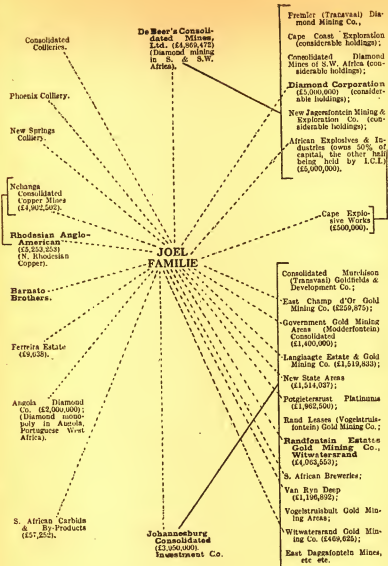 De Beer's Consoli-
dated Mines,
Ltd. (£4,869,472)
(Diamond mining
in S. & S.W.
Africa).
Consolidated
Collieries.
Phoenix Colliery.
New Springs
Colliery.
Nchanga
Consolidated
Copper Mines
(£4,902,502).
Rhodesian Anglo-
American
(£5,253,253)
(N. Rhodesian
Copper).
Barnato
Brothers.
Ferreira Estate
(£9,038).
Angola Diamond
Co. (£2,000,000);
(Diamond mono-
poly in Angola,
Portuguese West
Africa).
S. African Carbide
& By-Products
(£57,252).
JOEL
FAMILIE
Johannesburg
Consolidated
(£3,950,000).
Investment Co.
Premier (Transvaal) Dia-
mond Mining Co.,
Cape Coast Exploration
(considerable holdings);
Consolidated Diamond
Mines of S.W. Africa (con-
siderable holdings);
Diamond Corporation
(£5,000,000) (consider-
able holdings);
New Jagersfontein Mining &
Exploration Co. (con-
siderable holdings);
African Explosives & In-
dustries (owns 50% of
capital, the other half
being held by I.C.I.)
(£6,000,000),
Cape Explo-
sive Works
(£500,000).
Consolidated Murchison
(Transvaal) Goldfields &
Development Co.;
East Champ d'Or Gold
Mining Co. (£259,875);
Government Gold Mining
Areas (Modderfontein)
Consolidated
(£1,400,000);
Langlaagte Estate & Gold
Mining Co. (£1,519,833);
New State Areas
(£1,514,037);
Potgietersrust Platinums
(£1,962,500);
Rand Leases (Vogelstruis-
fontein) Gold Mining Co.;
Randfontein Estates
Gold Mining Co.,
Witwatersrand
(£4,063,553);
S. African Breweries;
Van Ryn Deep
(£1,196,892);
Vogelstruisbult Gold Min-
ing Areas;
Witwatersrand Gold Min-
ing Co. (£469,625);
East Daggafontein Mines,
etc etc.